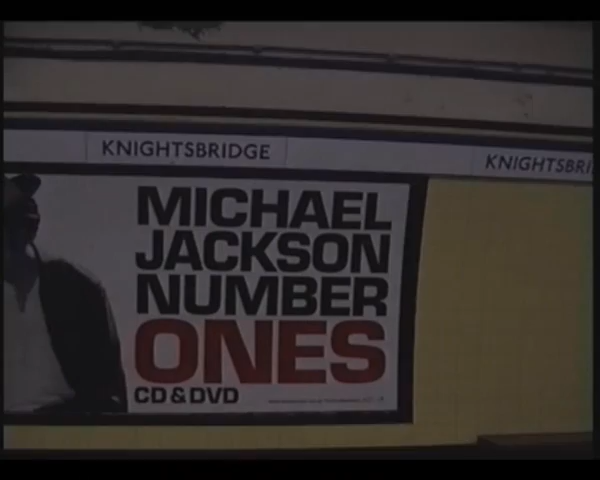 KNIGHTSBRIDGE
KNIGHTSBRI
MICHAEL
JACKSON
NUMBER
ONES
CD & DVD